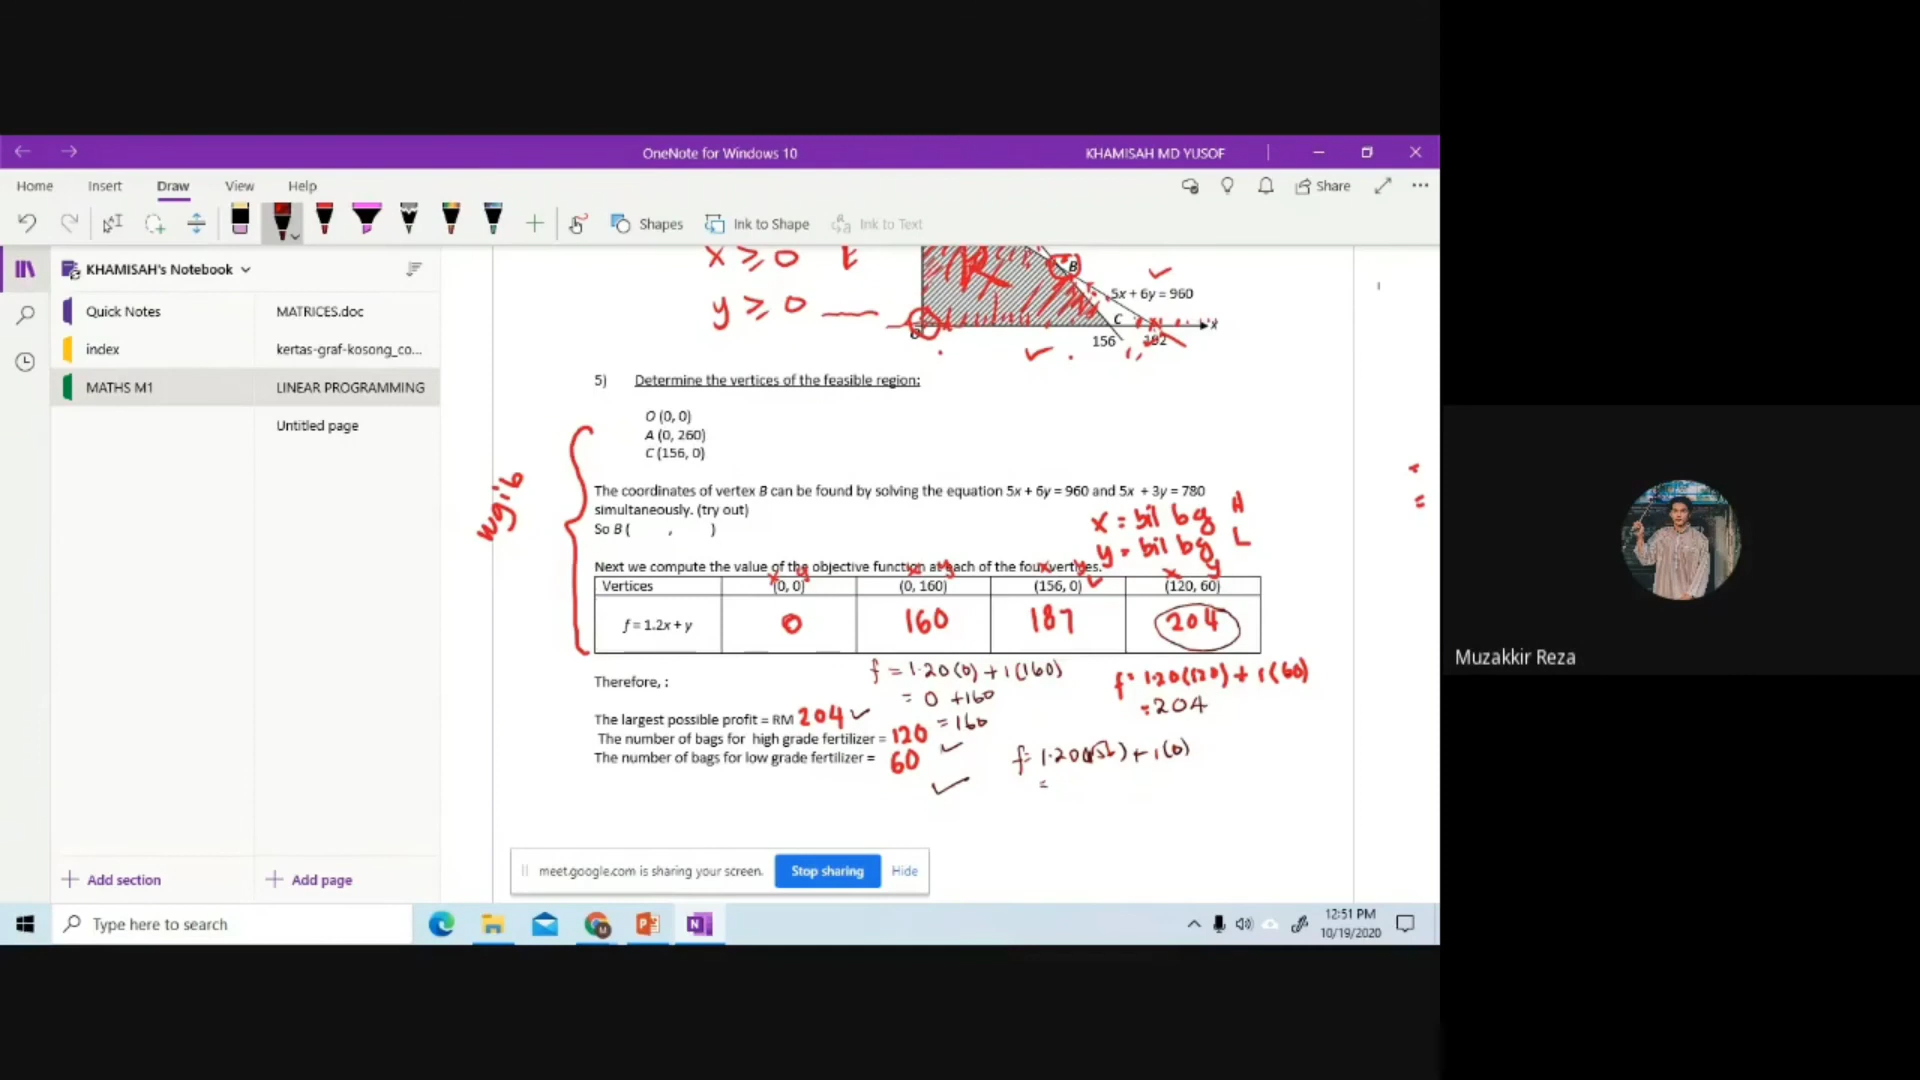 OneNote for Windows 10
KHAMISAH MD YUSOF
Home Insert Draw View Help
Share
Shapes Ink to Shape Ink to Text
KHAMISAH's Notebook
Quick Notes
index
MATHS M1
MATRICES.doc
kertas-graf-kosong_co...
LINEAR PROGRAMMING
Untitled page
x ≥ 0
y ≥ 0
R
B
5x + 6y = 960
C
x
O
156 192
5) Determine the vertices of the feasible region:
O (0, 0)
A (0, 260)
C (156, 0)
wgib
The coordinates of vertex B can be found by solving the equation 5x + 6y = 960 and 5x + 3y = 780
simultaneously. (try out)
So B ( , )
x = bil bg H
y = bil bg L
Next we compute the value of the objective function at each of the four vertices.
x y x y x y x y
Vertices (0, 0) (0, 160) (156, 0) (120, 60)
f = 1.2x + y 0 160 187 204
f = 1.20(0) + 1(160)
= 0 + 160
= 160
f = 1.20(120) + 1(60)
= 204
Therefore, :
The largest possible profit = RM 204
The number of bags for high grade fertilizer = 120
The number of bags for low grade fertilizer = 60
f = 1.20(156) + 1(0)
=
Add section
Add page
meet.google.com is sharing your screen. Stop sharing Hide
Type here to search
12:51 PM
10/19/2020
Muzakkir Reza